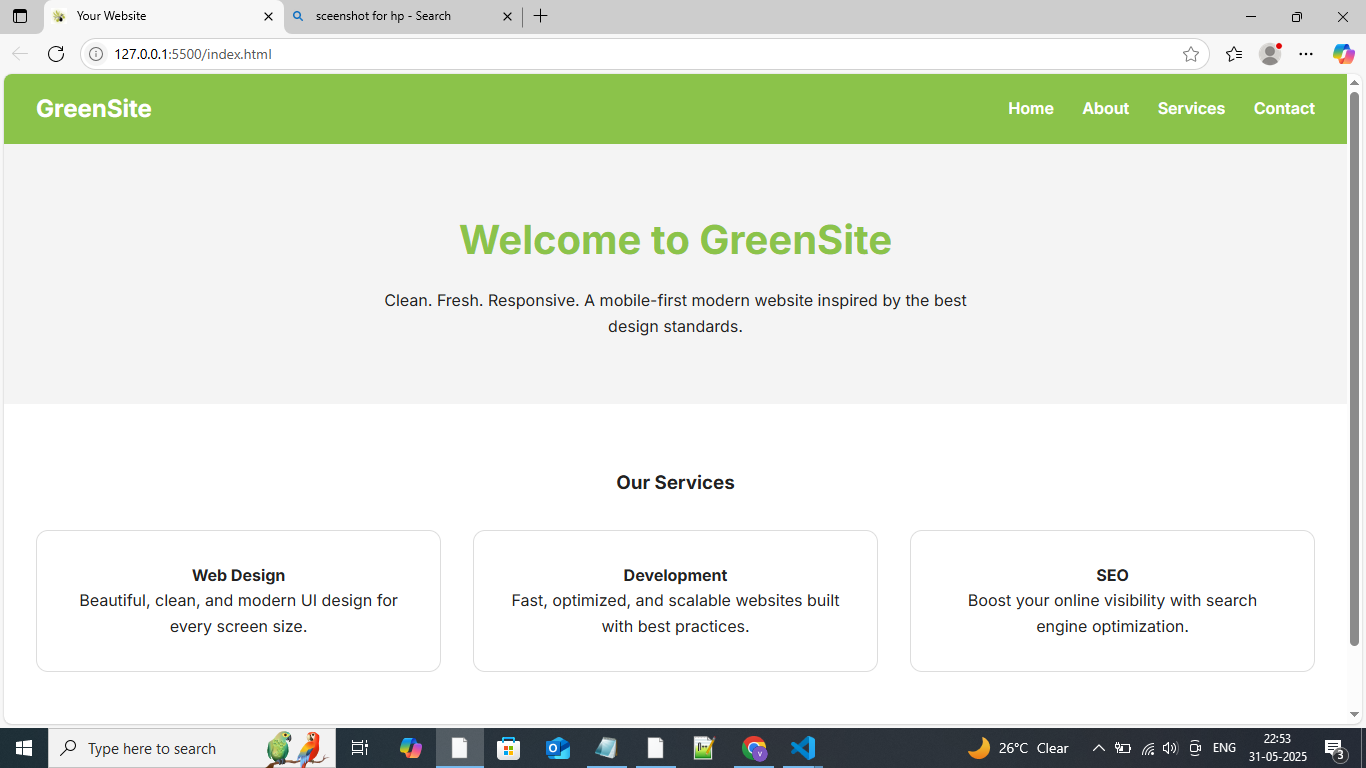 Your Website
sceenshot for hp - Search
127.0.0.1:5500/index.html
GreenSite
Home
About
Services
Contact
Welcome to GreenSite
Clean. Fresh. Responsive. A mobile-first modern website inspired by the best
design standards.
Our Services
Web Design
Beautiful, clean, and modern UI design for
every screen size.
Development
Fast, optimized, and scalable websites built
with best practices.
SEO
Boost your online visibility with search
engine optimization.
Type here to search
26°C Clear
ENG
22:53
31-05-2025
3